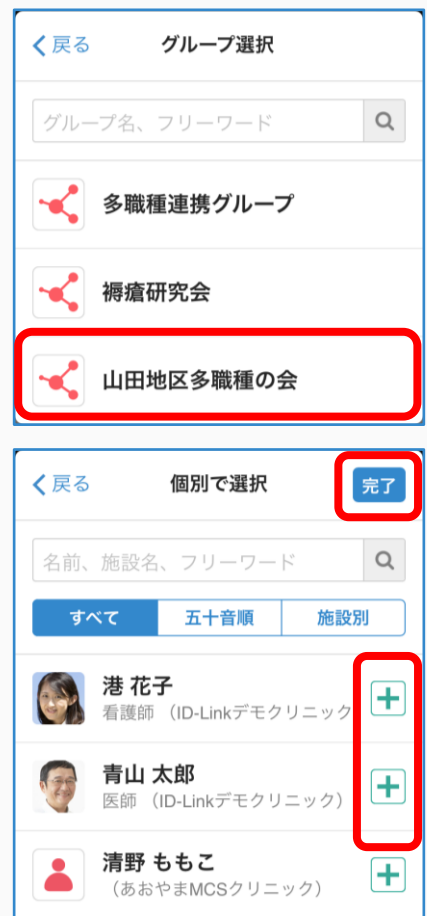 戻る グループ選択
グループ名、フリーワード
多職種連携グループ
褥瘡研究会
山田地区多職種の会
戻る 個別で選択 完了
名前、施設名、フリーワード
すべて 五十音順 施設別
港 花子
看護師 (ID-Linkデモクリニック
青山 太郎
医師 (ID-Linkデモクリニック)
清野 ももこ
(あおやまMCSクリニック)